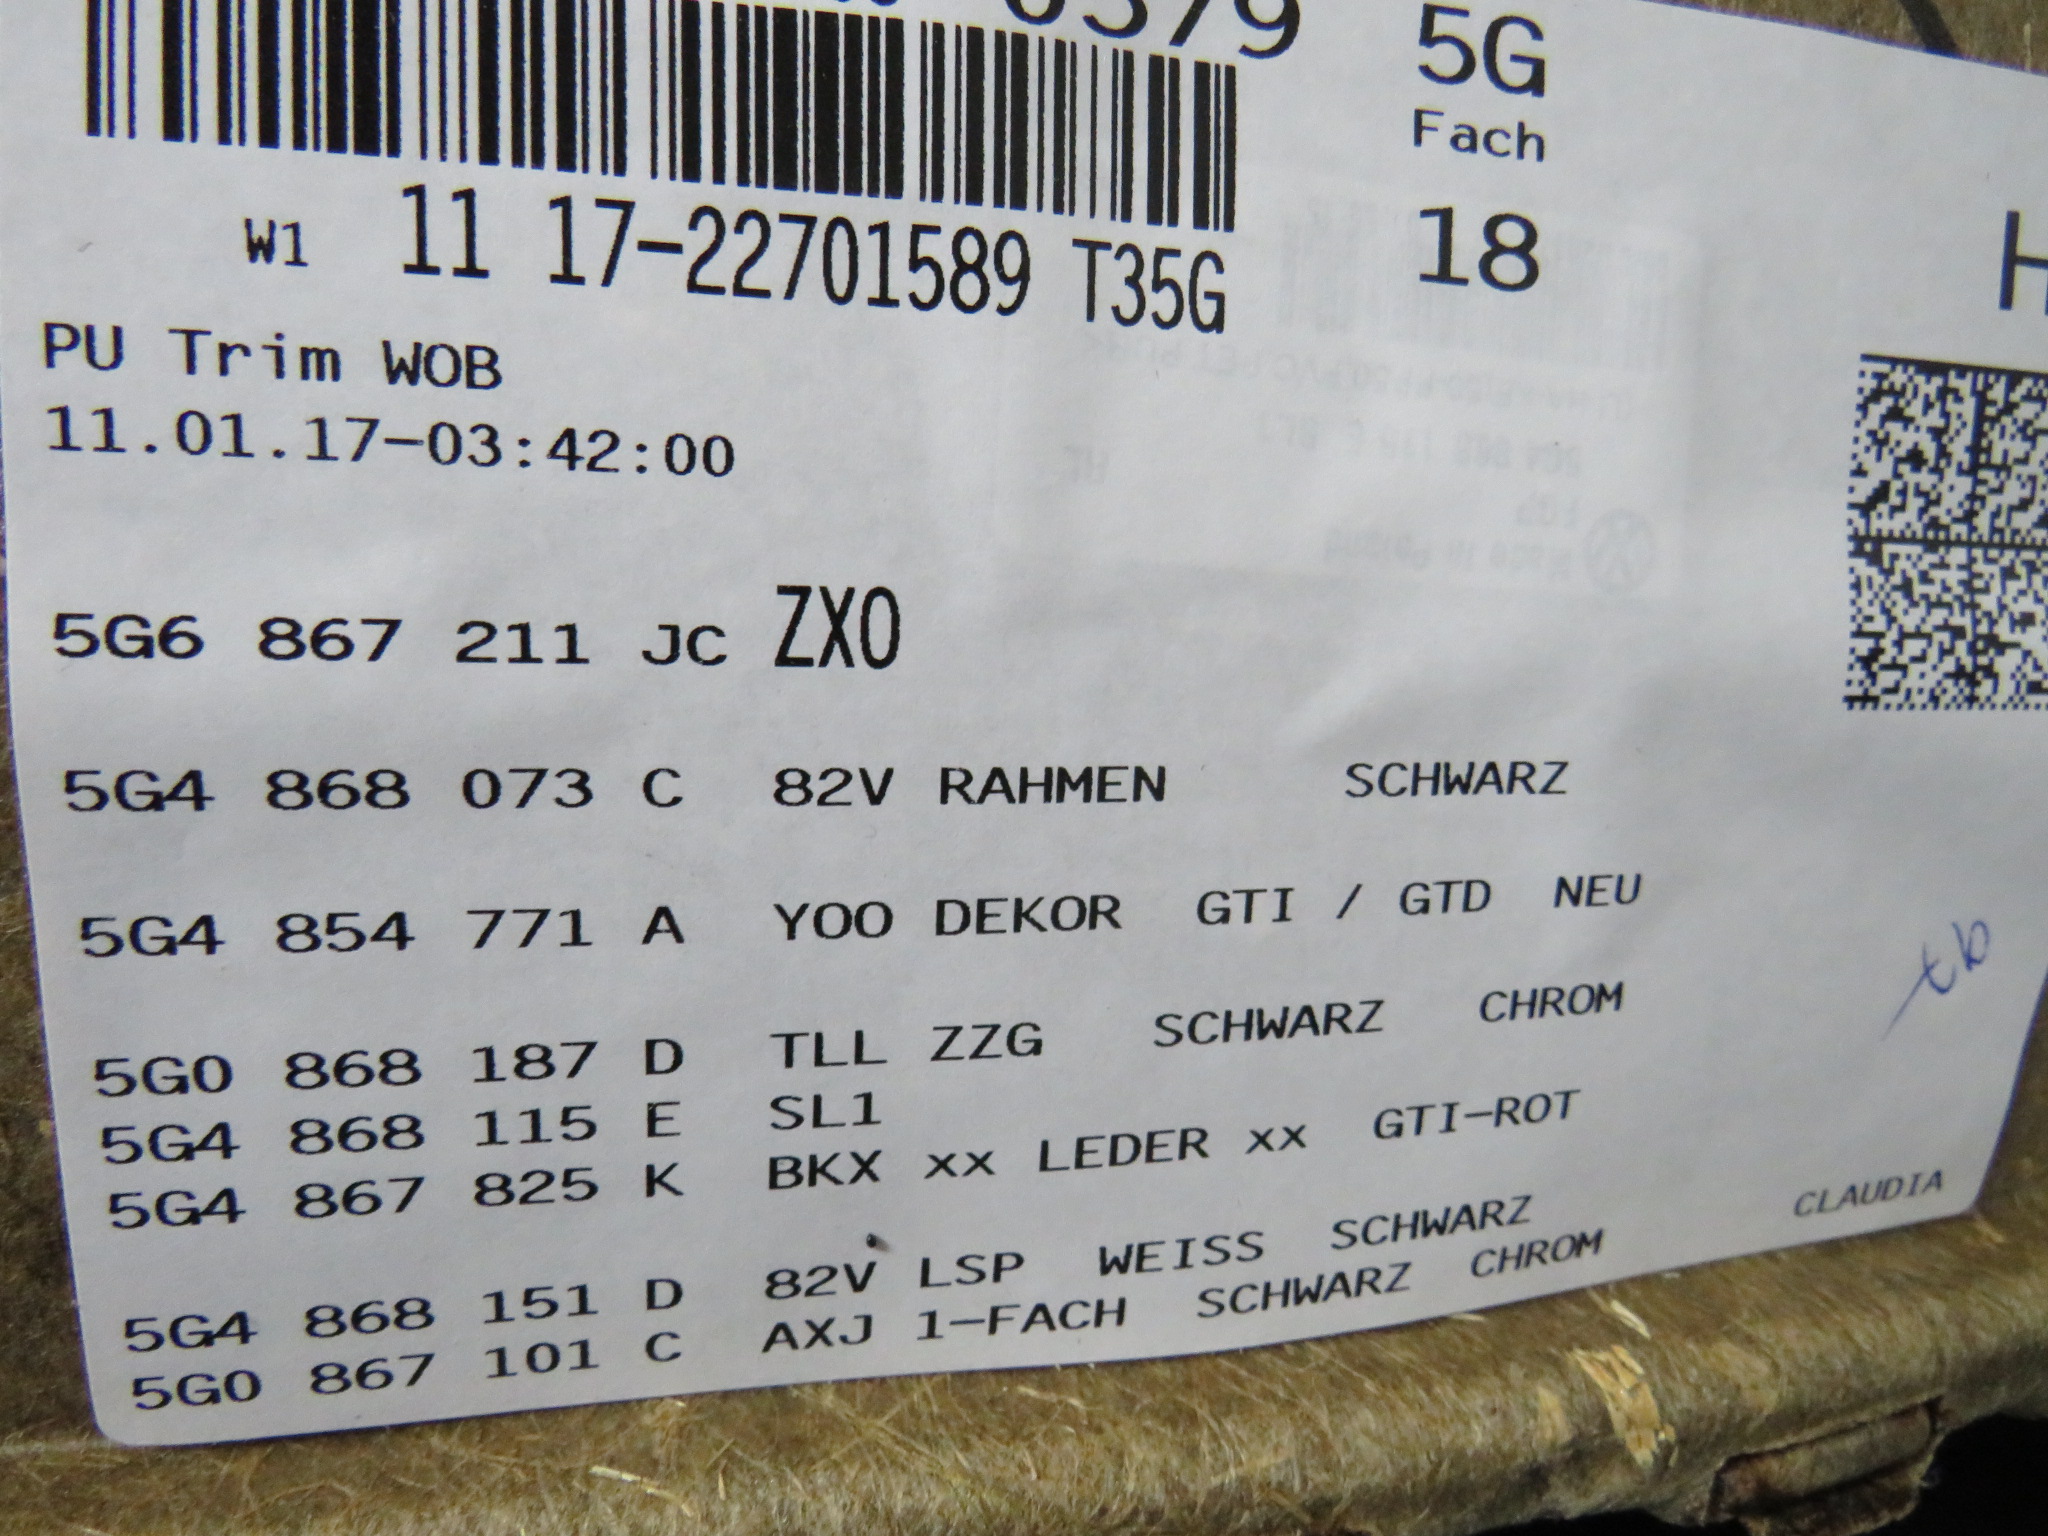 0379
5G
Fach
18
H
W1 11 17-22701589 T35G
PU Trim WOB
11.01.17-03:42:00
5G6 867 211 JC ZX0
5G4 868 073 C 82V RAHMEN SCHWARZ
5G4 854 771 A YOO DEKOR GTI / GTD NEU
5G0 868 187 D TLL ZZG SCHWARZ CHROM
5G4 868 115 E SL1
5G4 867 825 K BKX xx LEDER xx GTI-ROT
5G4 868 151 D 82V LSP WEISS SCHWARZ
5G0 867 101 C AXJ 1-FACH SCHWARZ CHROM
CLAUDIA